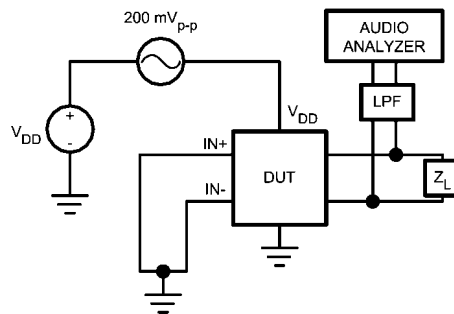 200 mVp-p
AUDIO
ANALYZER
LPF
VDD
+
-
VDD
IN+
IN-
DUT
ZL